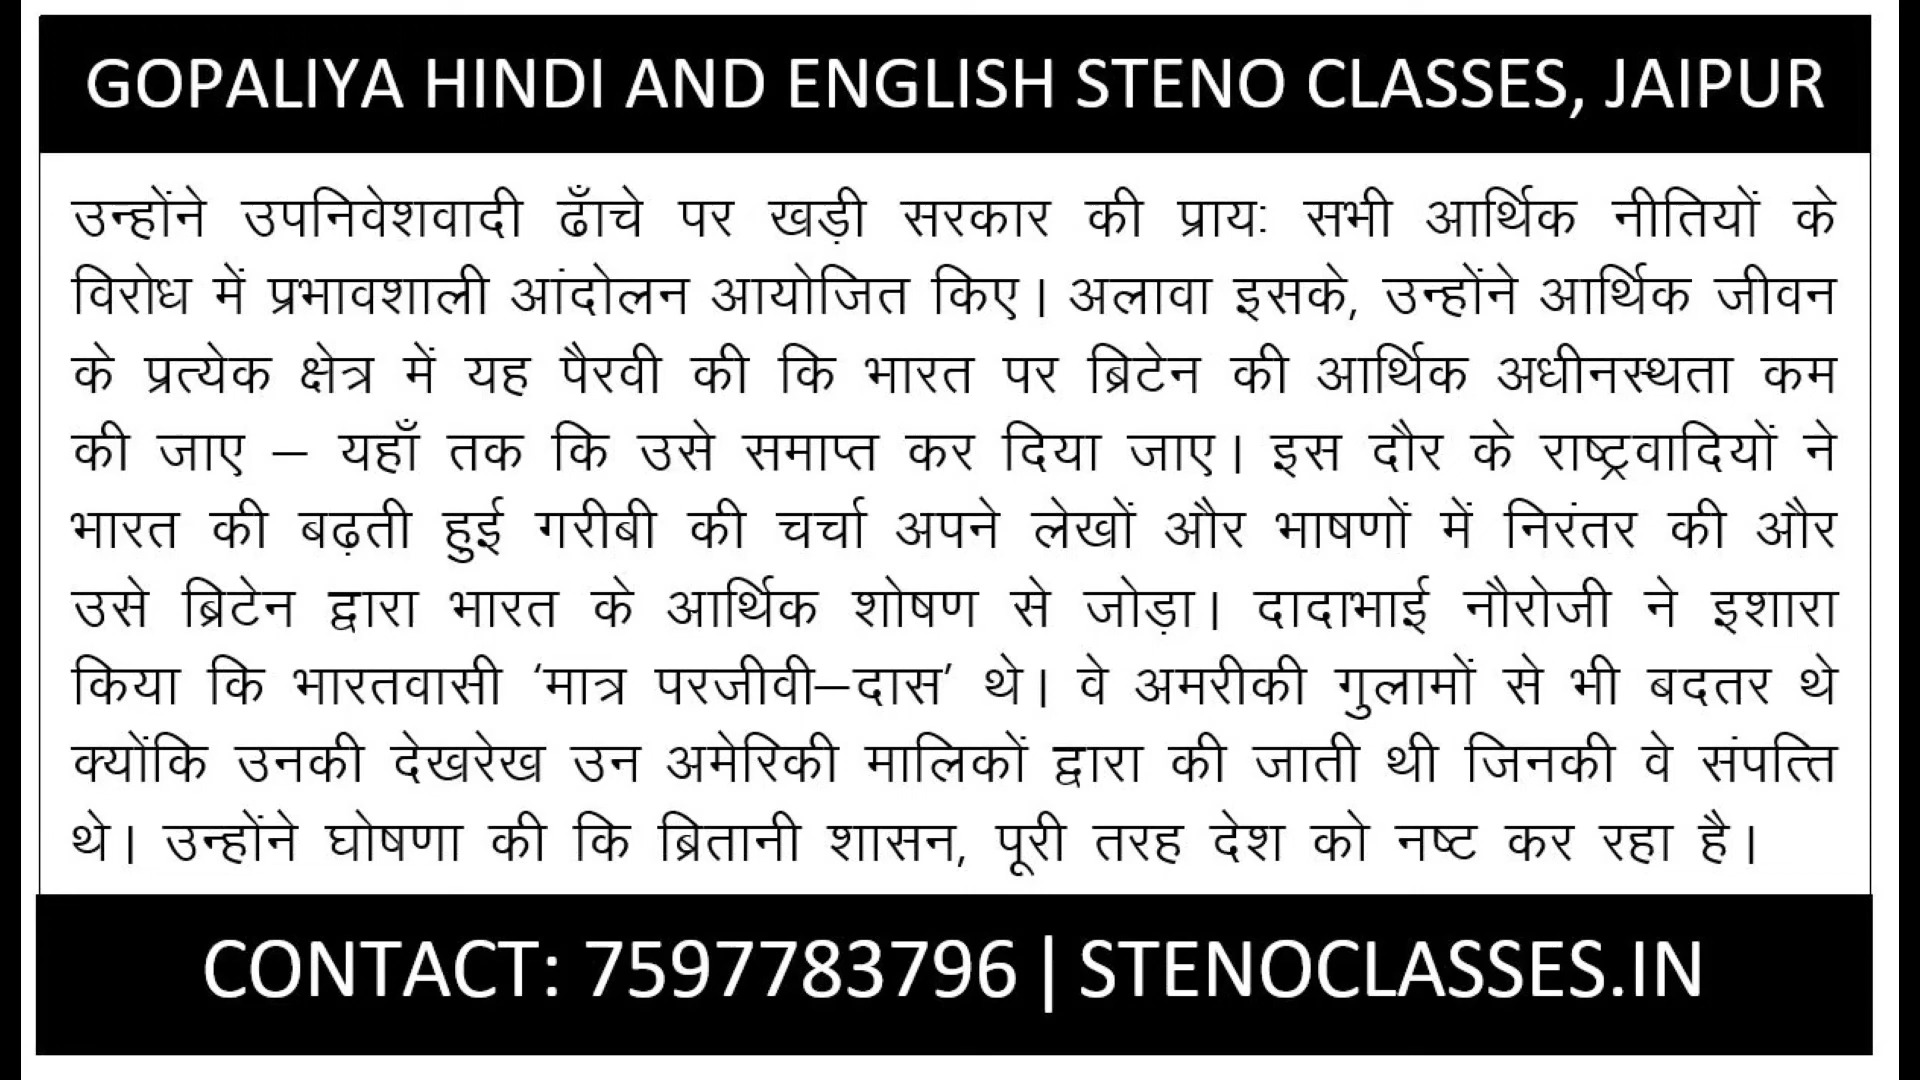 GOPALIYA HINDI AND ENGLISH STENO CLASSES, JAIPUR
उन्होंने उपनिवेशवादी ढाँचे पर खड़ी सरकार की प्राय: सभी आर्थिक नीतियों के
विरोध में प्रभावशाली आंदोलन आयोजित किए। अलावा इसके, उन्होंने आर्थिक जीवन
के प्रत्येक क्षेत्र में यह पैरवी की कि भारत पर ब्रिटेन की आर्थिक अधीनस्थता कम
की जाए – यहाँ तक कि उसे समाप्त कर दिया जाए। इस दौर के राष्ट्रवादियों ने
भारत की बढ़ती हुई गरीबी की चर्चा अपने लेखों और भाषणों में निरंतर की और
उसे ब्रिटेन द्वारा भारत के आर्थिक शोषण से जोड़ा। दादाभाई नौरोजी ने इशारा
किया कि भारतवासी ‘मात्र परजीवी–दास’ थे। वे अमरीकी गुलामों से भी बदतर थे
क्योंकि उनकी देखरेख उन अमेरिकी मालिकों द्वारा की जाती थी जिनकी वे संपत्ति
थे। उन्होंने घोषणा की कि ब्रितानी शासन, पूरी तरह देश को नष्ट कर रहा है।
CONTACT: 7597783796 | STENOCLASSES.IN